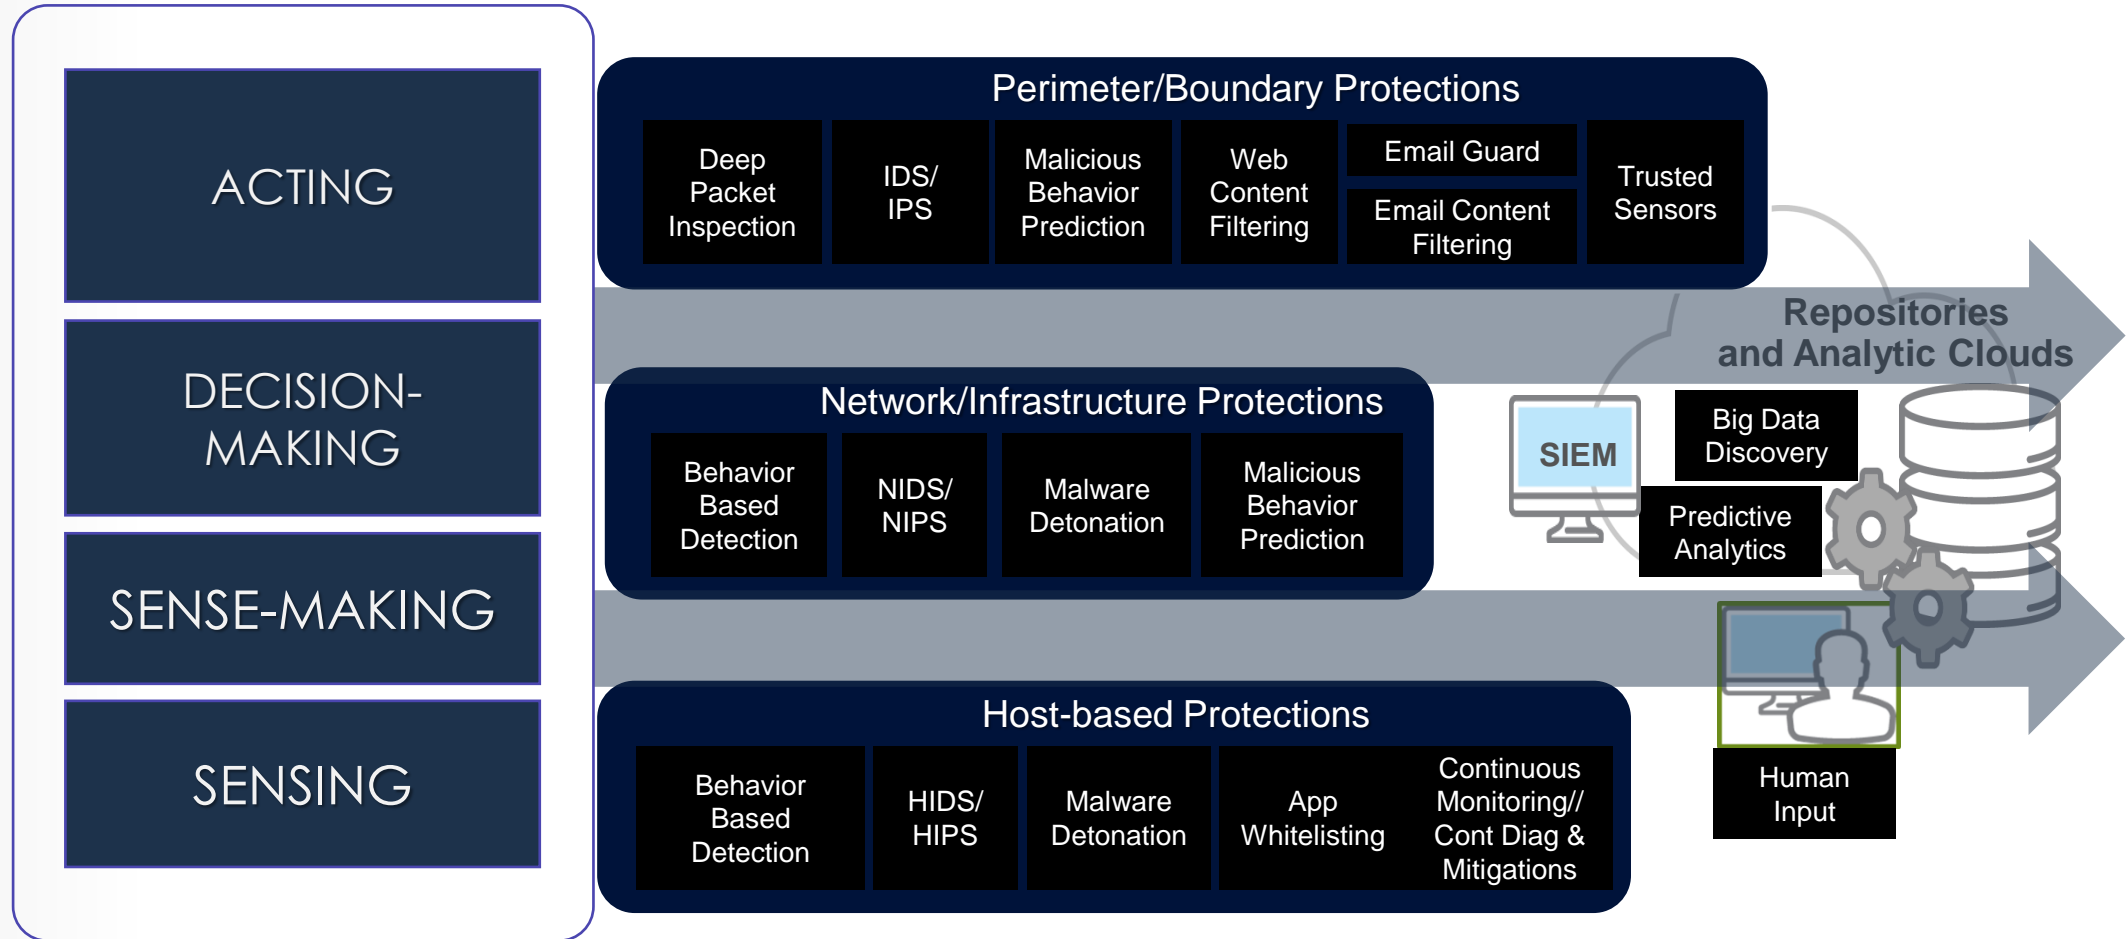 ACTING
DECISION-
MAKING
SENSE-MAKING
SENSING
Perimeter/Boundary Protections
Deep
Packet
Inspection
IDS/
IPS
Malicious
Behavior
Prediction
Web
Content
Filtering
Email Guard
Email Content
Filtering
Trusted
Sensors
Network/Infrastructure Protections
Behavior
Based
Detection
NIDS/
NIPS
Malware
Detonation
Malicious
Behavior
Prediction
Host-based Protections
Behavior
Based
Detection
HIDS/
HIPS
Malware
Detonation
App
Whitelisting
Continuous
Monitoring//
Cont Diag &
Mitigations
Repositories
and Analytic Clouds
SIEM
Big Data
Discovery
Predictive
Analytics
Human
Input